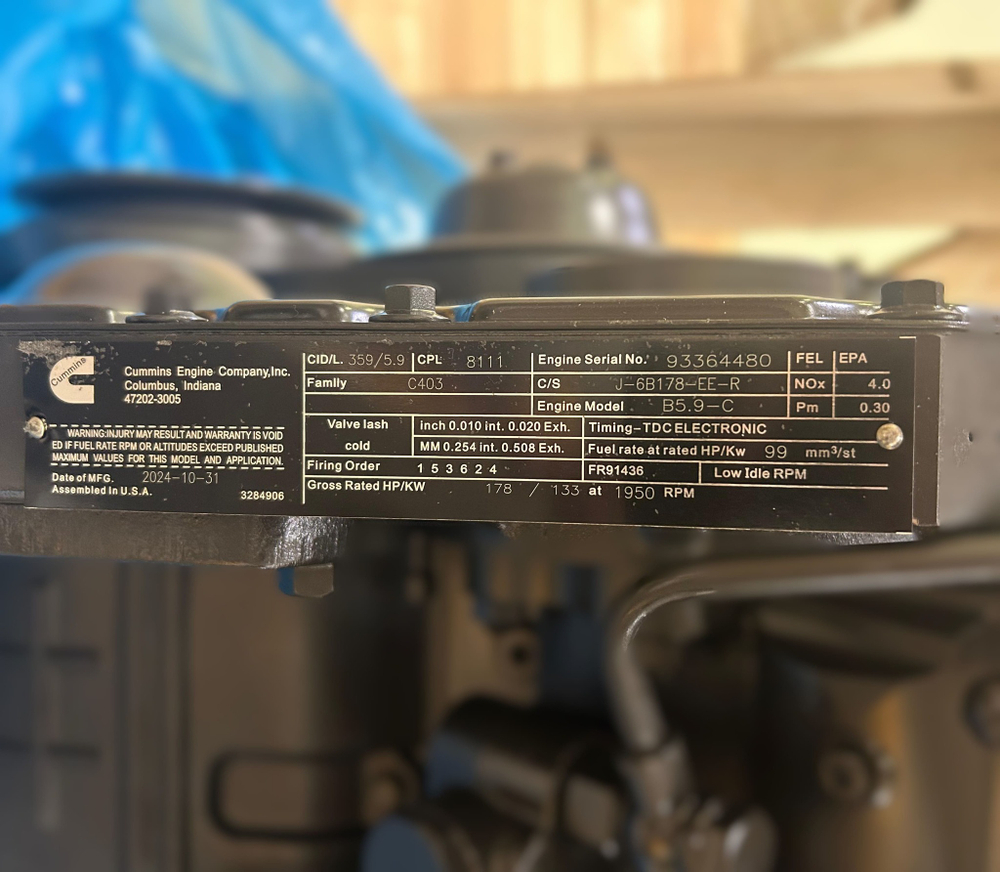 Cummins
Cummins Engine Company,Inc.
Columbus, Indiana
47202-3005
WARNING:INJURY MAY RESULT AND WARRANTY IS VOID
ED IF FUEL RATE RPM OR ALTITUDES EXCEED PUBLISHED
MAXIMUM VALUES FOR THIS MODEL AND APPLICATION.
Date of MFG. 2024-10-31
Assembled in U.S.A.
3284906
CID/L. 359/5.9 CPL 8111 Engine Serial No. 93364480 FEL EPA
Family C403 C/S J-6B178-EE-R NOx 4.0
Engine Model B5.9-C Pm 0.30
Valve lash inch 0.010 int. 0.020 Exh. Timing-TDC ELECTRONIC
cold MM 0.254 int. 0.508 Exh. Fuel rate at rated HP/Kw 99 mm³/st
Firing Order 1 5 3 6 2 4 FR91436 Low Idle RPM
Gross Rated HP/KW 178 / 133 at 1950 RPM